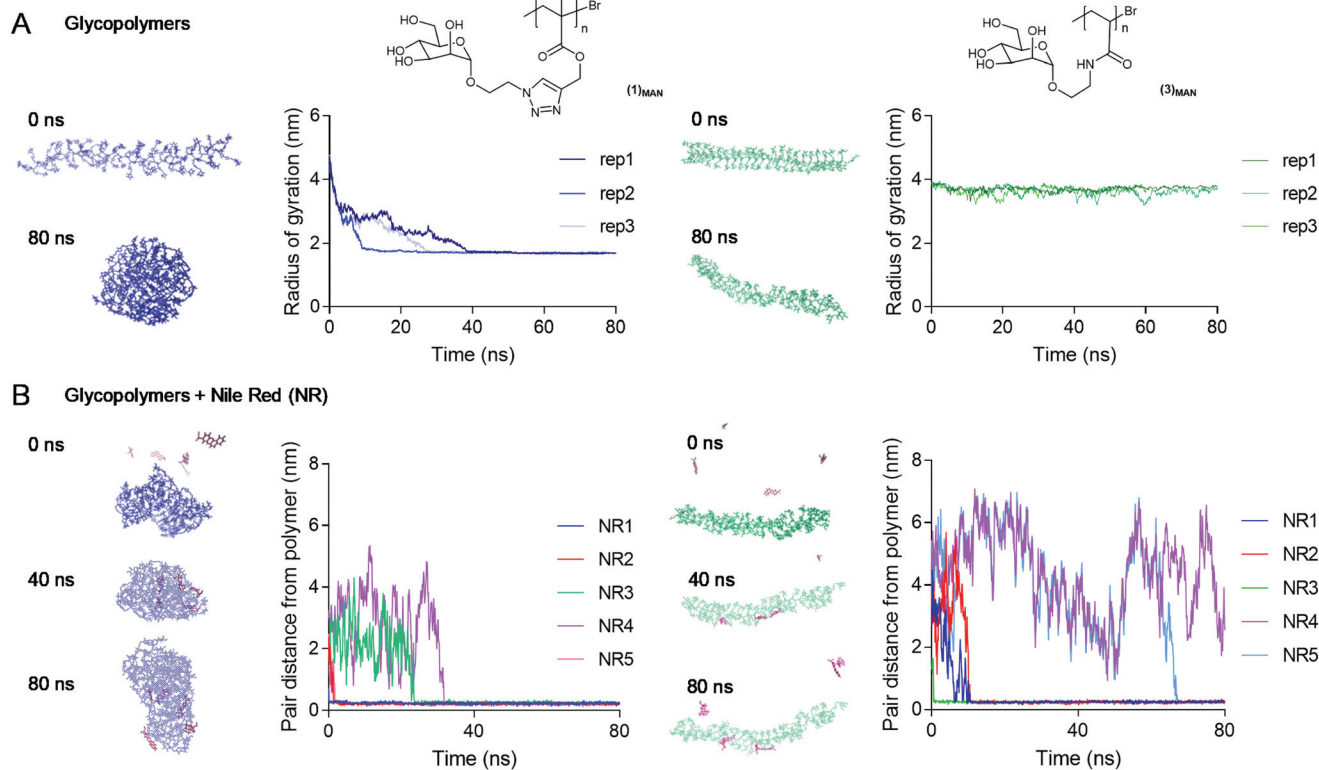 A Glycopolymers
Br
n
OH
HO
HO
HO
O
O
O
O
N
N=N
(1)MAN
Br
n
OH
HO
HO
HO
O
O
NH
O
(3)MAN
0 ns
80 ns
Radius of gyration (nm)
6
4
2
0
0 20 40 60 80
Time (ns)
rep1
rep2
rep3
0 ns
80 ns
Radius of gyration (nm)
6
4
2
0
0 20 40 60 80
Time (ns)
rep1
rep2
rep3
B Glycopolymers + Nile Red (NR)
0 ns
40 ns
80 ns
Pair distance from polymer (nm)
8
6
4
2
0
0 40 80
Time (ns)
NR1
NR2
NR3
NR4
NR5
0 ns
40 ns
80 ns
Pair distance from polymer (nm)
8
6
4
2
0
0 40 80
Time (ns)
NR1
NR2
NR3
NR4
NR5